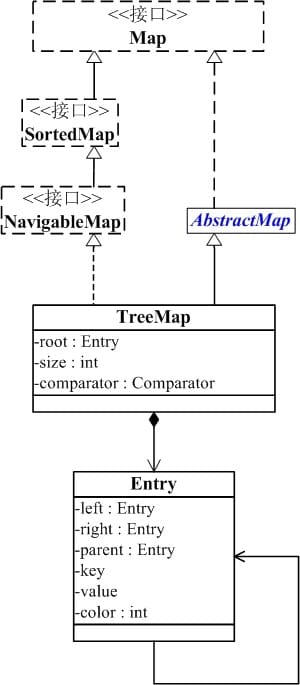 <<接口>>
Map
<<接口>>
SortedMap
<<接口>>
NavigableMap
AbstractMap
TreeMap
-root : Entry
-size : int
-comparator : Comparator
Entry
-left : Entry
-right : Entry
-parent : Entry
-key
-value
-color : int